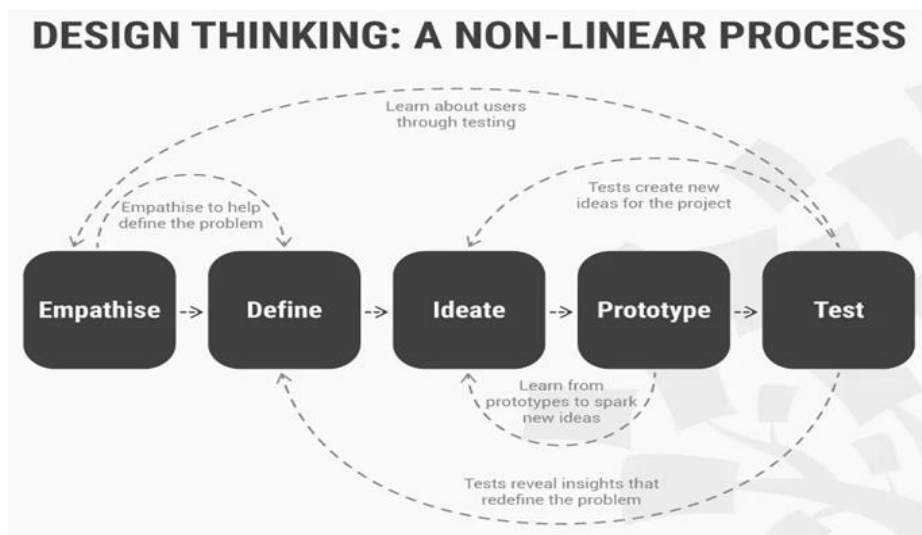 DESIGN THINKING: A NON-LINEAR PROCESS
Learn about users
through testing
Empathise to help
define the problem
Tests create new
ideas for the project
Empathise
Define
Ideate
Prototype
Test
Learn from
prototypes to spark
new ideas
Tests reveal insights that
redefine the problem